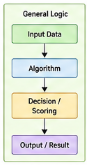 General Logic
Input Data
Algorithm
Decision /
Scoring
Output / Result